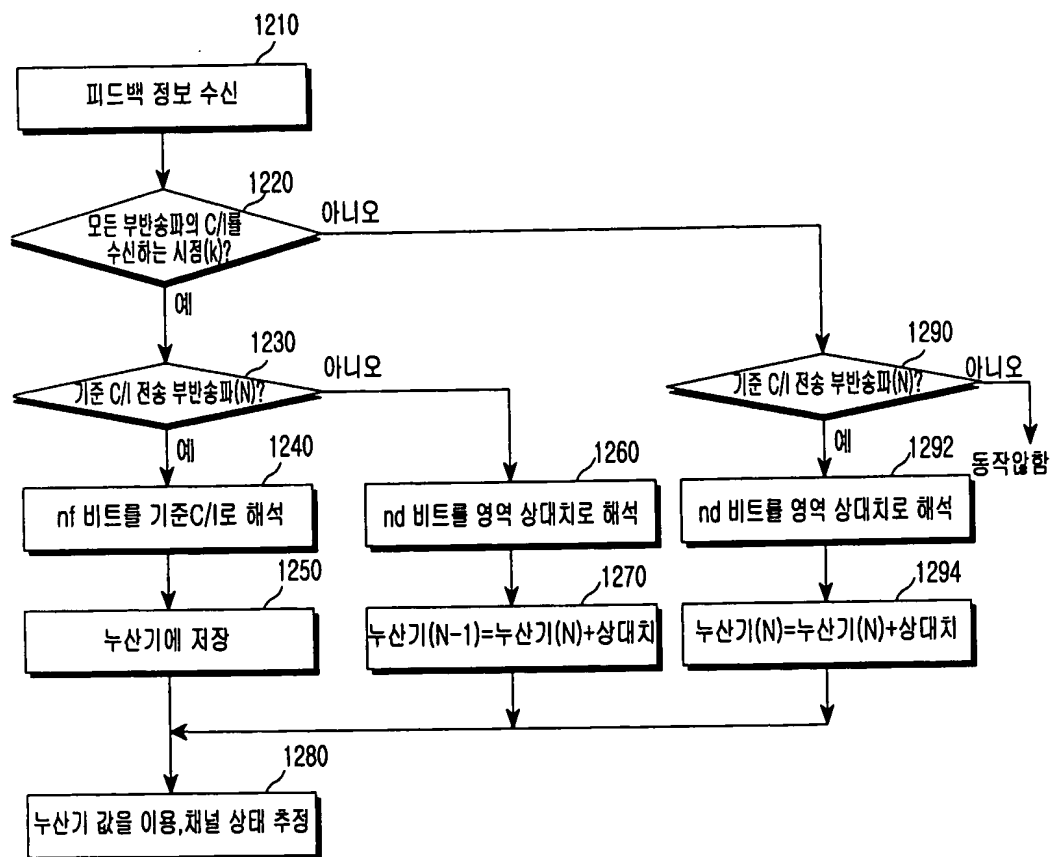 1210
피드백 정보 수신
1220
모든 부반송파의 C/I를
수신하는 시점(k)?
아니오
예
1230
기준 C/I 전송 부반송파(N)?
아니오
1290
기준 C/I 전송 부반송파(N)?
아니오
예
예
동작않함
1240
nf 비트를 기준C/I로 해석
1260
nd 비트를 영역 상대치로 해석
1292
nd 비트를 영역 상대치로 해석
1250
누산기에 저장
1270
누산기(N-1)=누산기(N)+상대치
1294
누산기(N)=누산기(N)+상대치
1280
누산기 값을 이용,채널 상태 추정